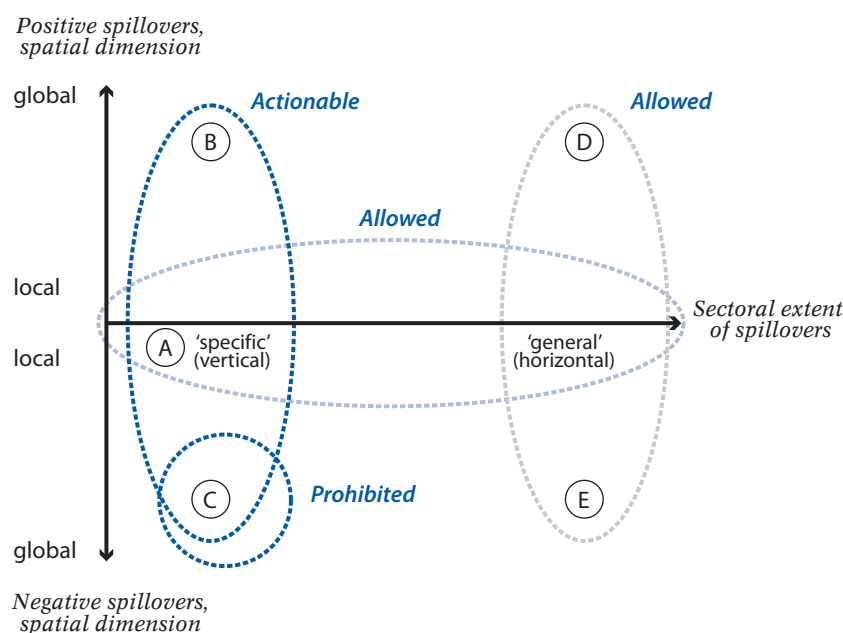 Positive spillovers,
spatial dimension
global
Actionable
Allowed
B
D
Allowed
local
Sectoral extent
of spillovers
local
A
'specific'
(vertical)
'general'
(horizontal)
C
Prohibited
E
global
Negative spillovers,
spatial dimension